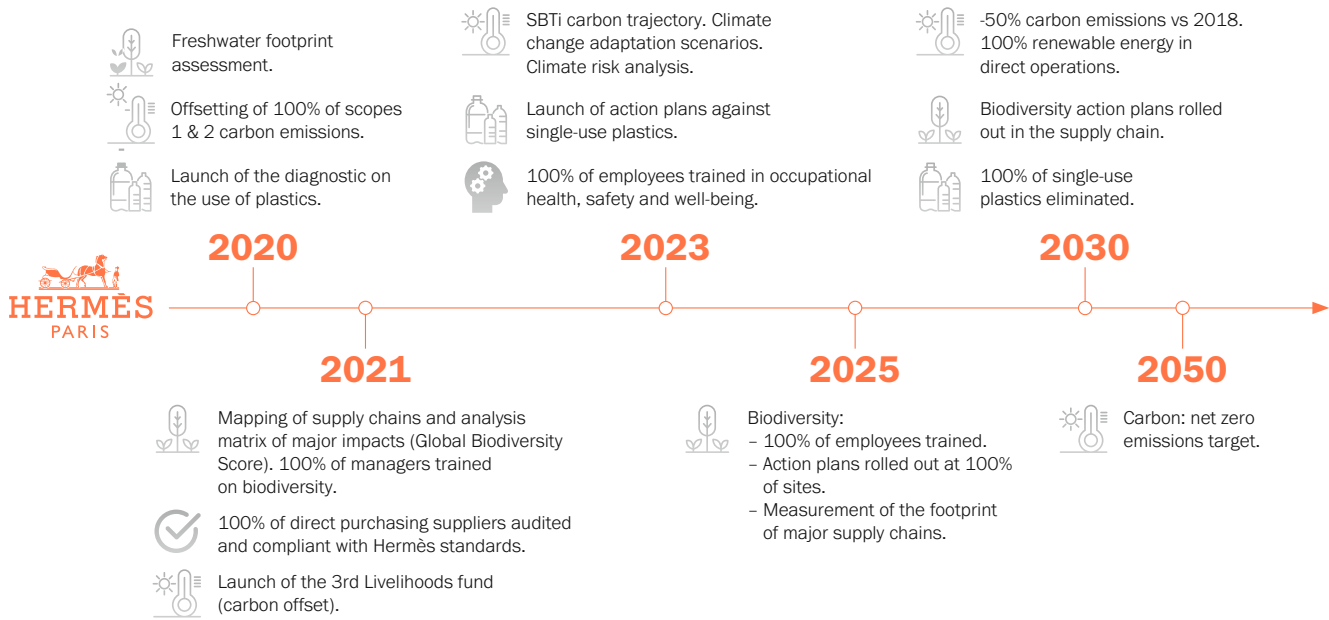 Freshwater footprint
assessment.
Offsetting of 100% of scopes
1 & 2 carbon emissions.
Launch of the diagnostic on
the use of plastics.
2020
SBTi carbon trajectory. Climate
change adaptation scenarios.
Climate risk analysis.
Launch of action plans against
single-use plastics.
100% of employees trained in occupational
health, safety and well-being.
2023
-50% carbon emissions vs 2018.
100% renewable energy in
direct operations.
Biodiversity action plans rolled
out in the supply chain.
100% of single-use
plastics eliminated.
2030
HERMÈS
PARIS
2021
Mapping of supply chains and analysis
matrix of major impacts (Global Biodiversity
Score). 100% of managers trained
on biodiversity.
100% of direct purchasing suppliers audited
and compliant with Hermès standards.
Launch of the 3rd Livelihoods fund
(carbon offset).
2025
Biodiversity:
– 100% of employees trained.
– Action plans rolled out at 100%
of sites.
– Measurement of the footprint
of major supply chains.
2050
Carbon: net zero
emissions target.